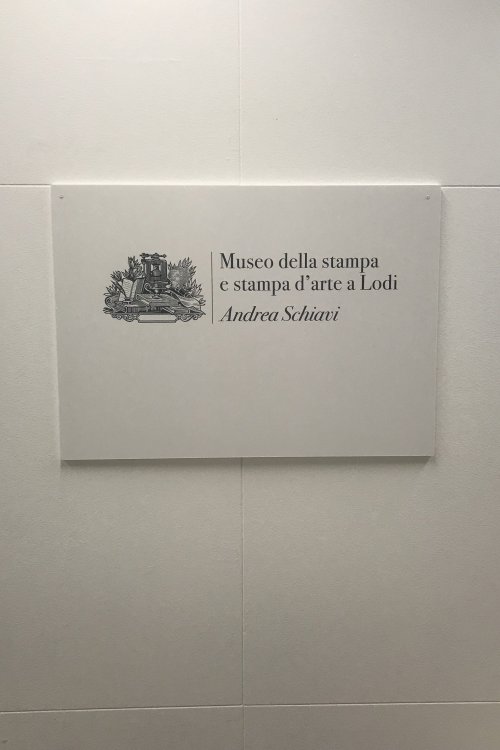 Museo della stampa
e stampa d'arte a Lodi
Andrea Schiavi